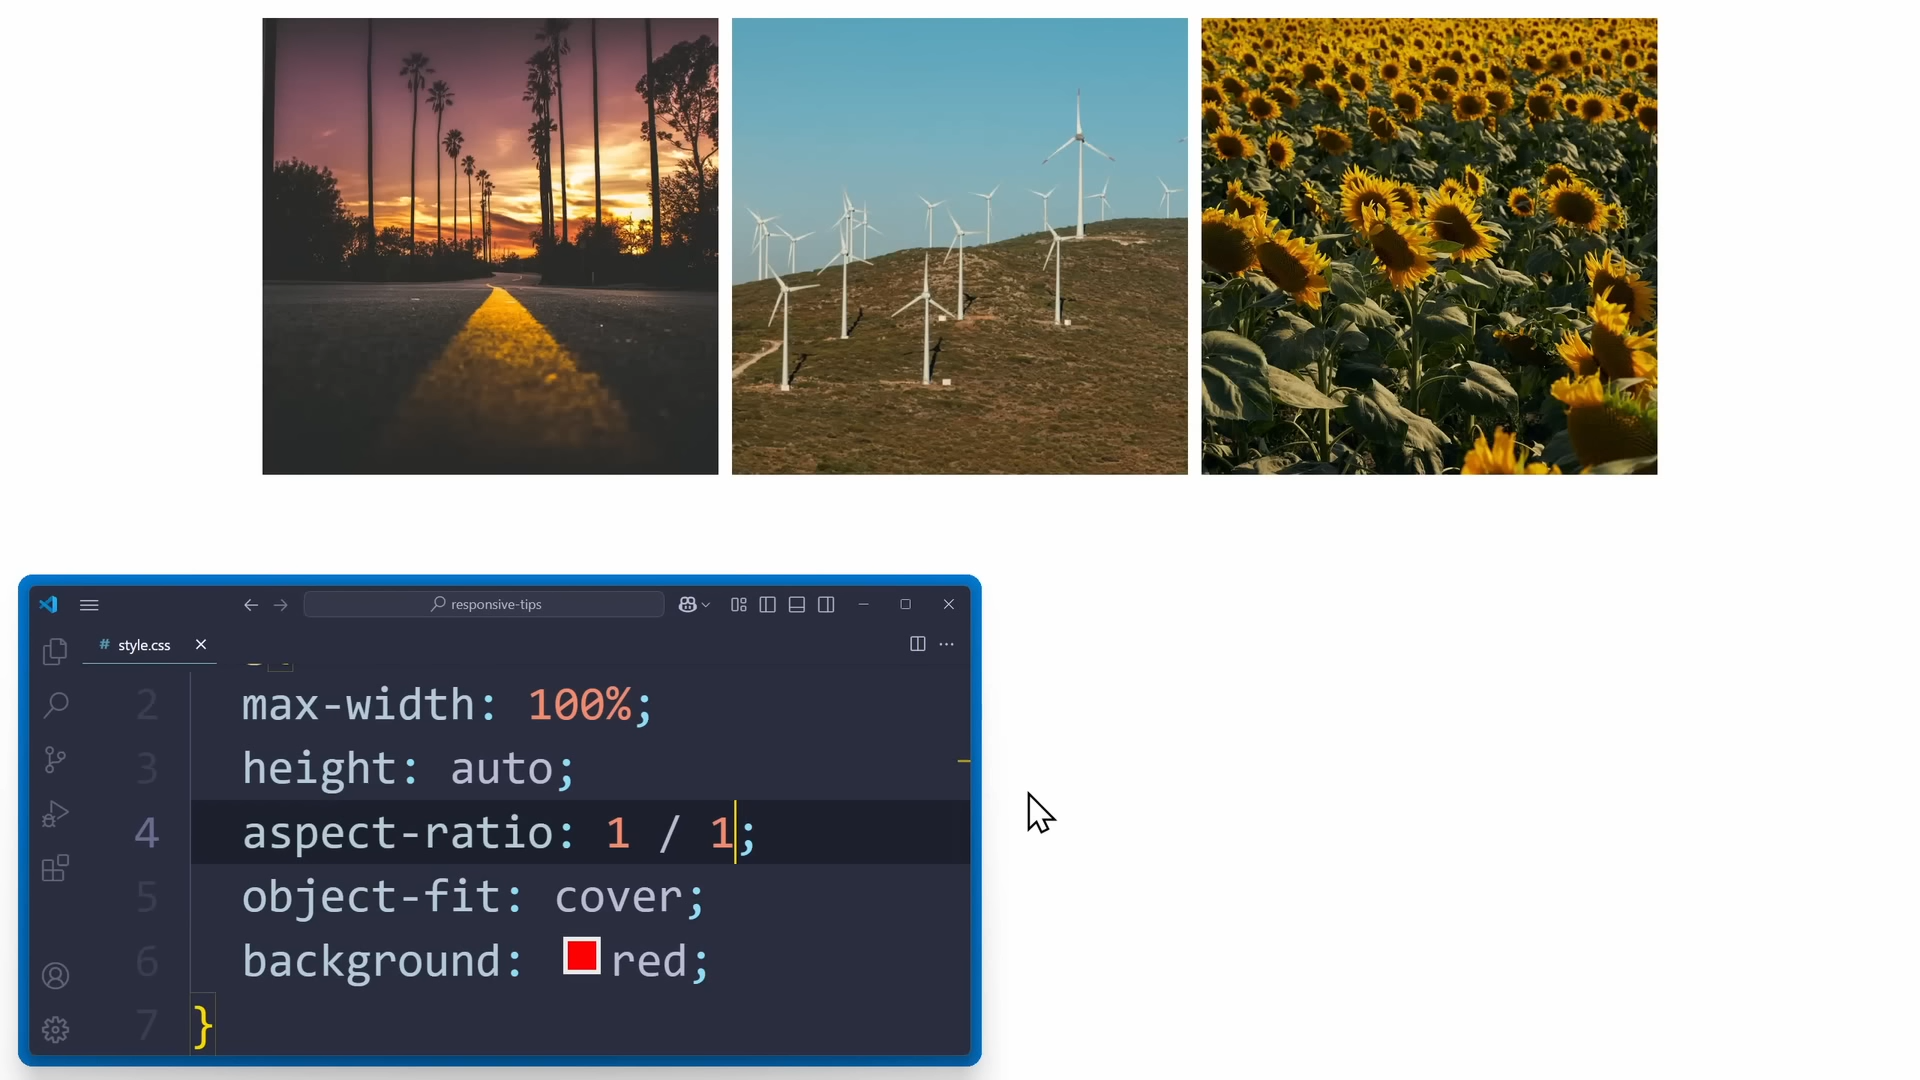 responsive-tips
# style.css
2 max-width: 100%;
3 height: auto;
4 aspect-ratio: 1 / 1;
5 object-fit: cover;
6 background: red;
7 }